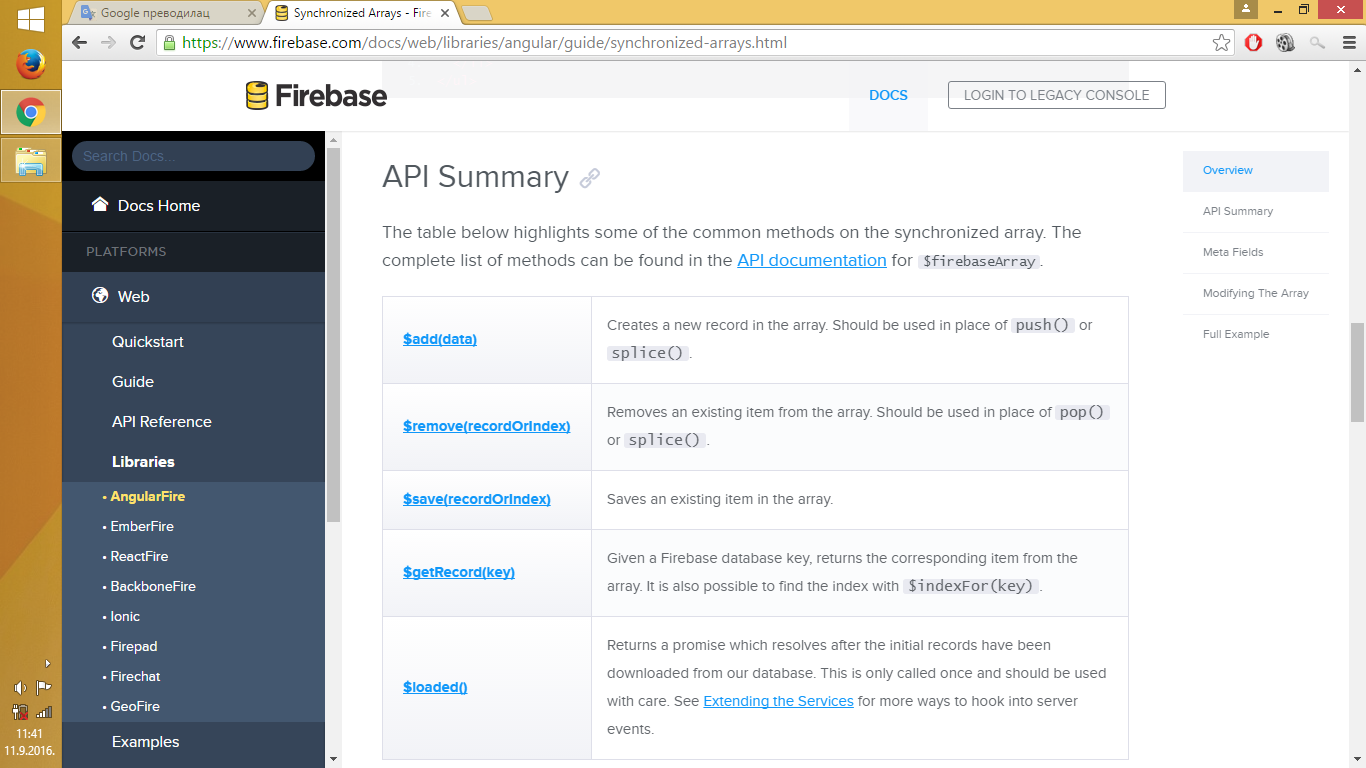 Google преводилац
Synchronized Arrays - Fire
https://www.firebase.com/docs/web/libraries/angular/guide/synchronized-arrays.html
Firebase
DOCS
LOGIN TO LEGACY CONSOLE
Search Docs...
Docs Home
PLATFORMS
Web
Quickstart
Guide
API Reference
Libraries
• AngularFire
• EmberFire
• ReactFire
• BackboneFire
• Ionic
• Firepad
• Firechat
• GeoFire
Examples
API Summary
The table below highlights some of the common methods on the synchronized array. The
complete list of methods can be found in the API documentation for $firebaseArray.
$add(data)
Creates a new record in the array. Should be used in place of push() or
splice().
$remove(recordOrIndex)
Removes an existing item from the array. Should be used in place of pop()
or splice().
$save(recordOrIndex)
Saves an existing item in the array.
$getRecord(key)
Given a Firebase database key, returns the corresponding item from the
array. It is also possible to find the index with $indexFor(key).
$loaded()
Returns a promise which resolves after the initial records have been
downloaded from our database. This is only called once and should be used
with care. See Extending the Services for more ways to hook into server
events.
Overview
API Summary
Meta Fields
Modifying The Array
Full Example
11:41
11.9.2016.